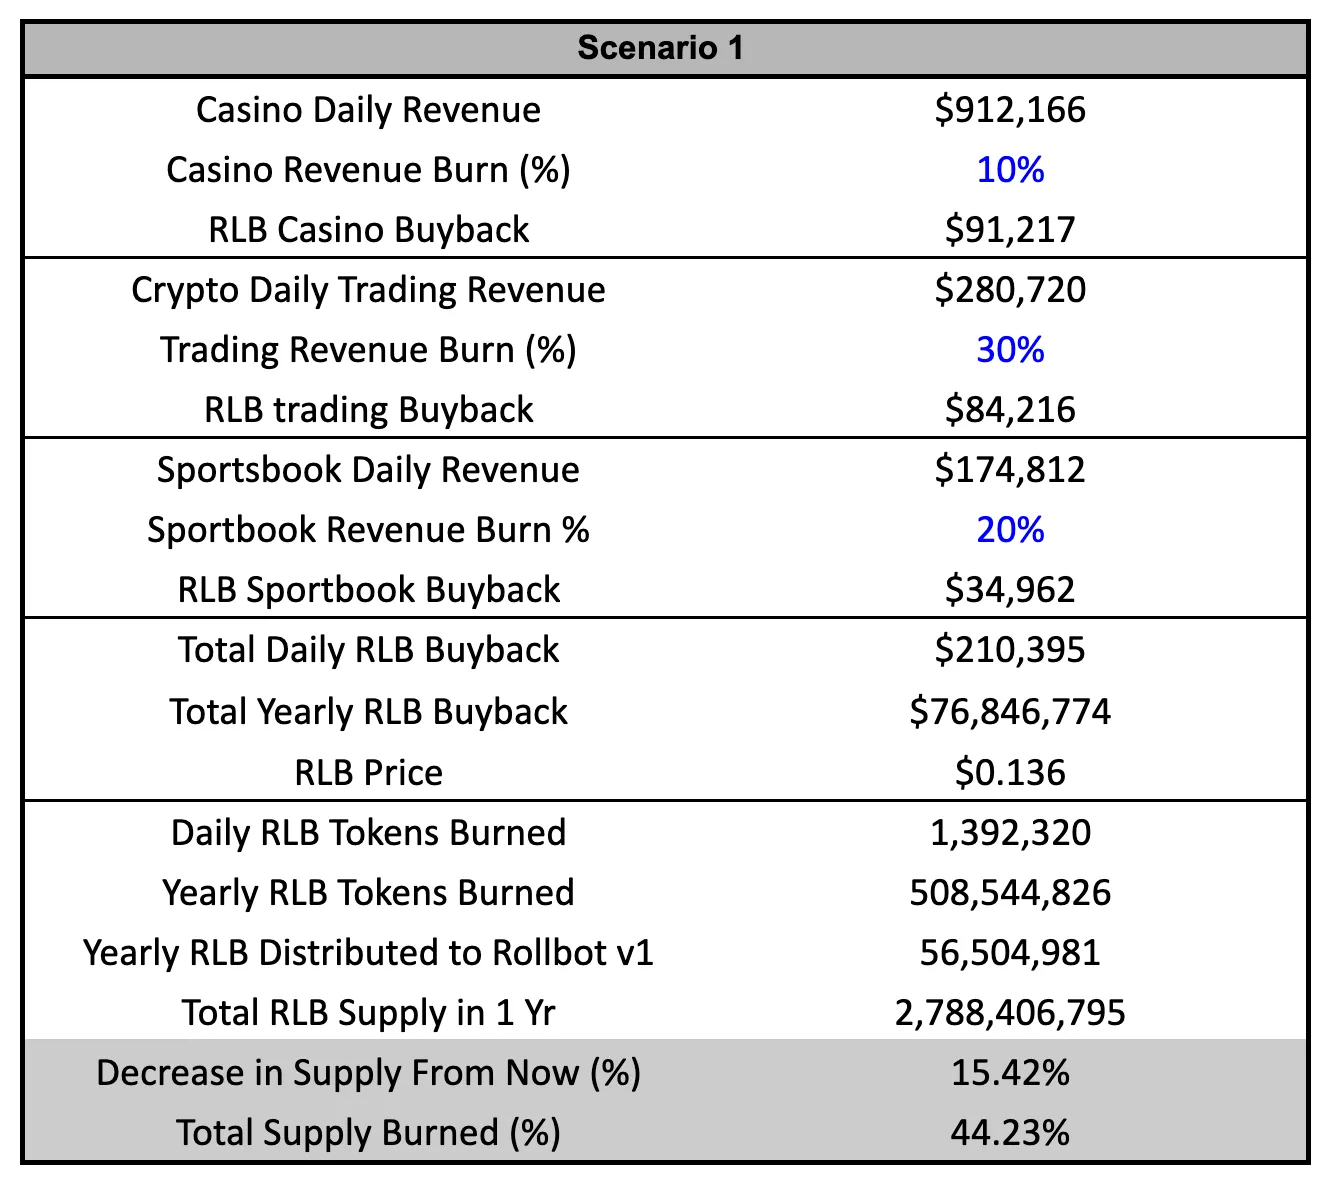 Scenario 1
Casino Daily Revenue $912,166
Casino Revenue Burn (%) 10%
RLB Casino Buyback $91,217
Crypto Daily Trading Revenue $280,720
Trading Revenue Burn (%) 30%
RLB trading Buyback $84,216
Sportsbook Daily Revenue $174,812
Sportbook Revenue Burn % 20%
RLB Sportbook Buyback $34,962
Total Daily RLB Buyback $210,395
Total Yearly RLB Buyback $76,846,774
RLB Price $0.136
Daily RLB Tokens Burned 1,392,320
Yearly RLB Tokens Burned 508,544,826
Yearly RLB Distributed to Rollbot v1 56,504,981
Total RLB Supply in 1 Yr 2,788,406,795
Decrease in Supply From Now (%) 15.42%
Total Supply Burned (%) 44.23%